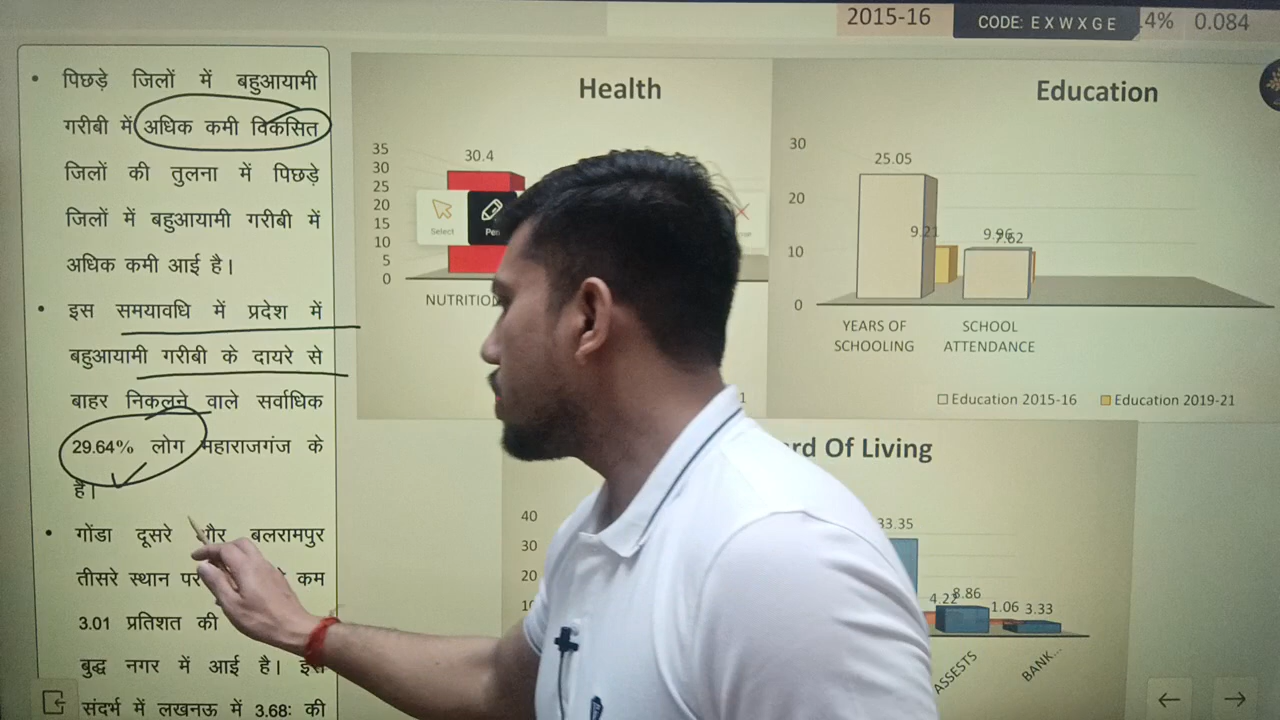 2015-16
CODE: E X W X G E
4% 0.084
पिछड़े जिलों में बहुआयामी
गरीबी में अधिक कमी विकसित
जिलों की तुलना में पिछड़े
जिलों में बहुआयामी गरीबी में
अधिक कमी आई है।
इस समयावधि में प्रदेश में
बहुआयामी गरीबी के दायरे से
बाहर निकलने वाले सर्वाधिक
29.64% लोग महाराजगंज के
हैं।
गोंडा दूसरे बलरामपुर
तीसरे स्थान पर कम
3.01 प्रतिशत की
बुद्ध नगर में आई है। इस
संदर्भ में लखनऊ में 3.68: की
Health
35
30
25
20
15
10
5
0
30.4
Select
Pen
NUTRITION
Education
30
20
10
0
25.05
9.21
9.96
7.62
YEARS OF
SCHOOLING
SCHOOL
ATTENDANCE
Education 2015-16
Education 2019-21
Of Living
40
30
20
33.35
4.22
8.86
1.06
3.33
ASSESTS
BANK...